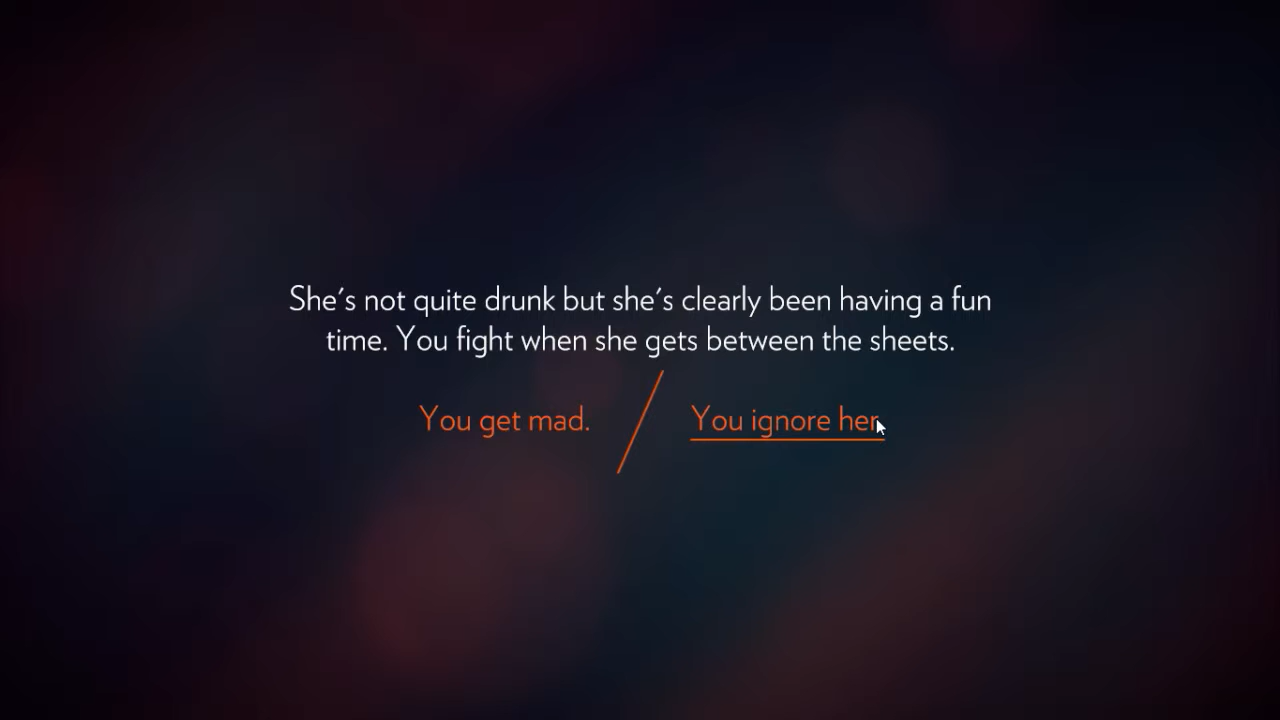 She's not quite drunk but she's clearly been having a fun
time. You fight when she gets between the sheets.
You get mad.
You ignore her.